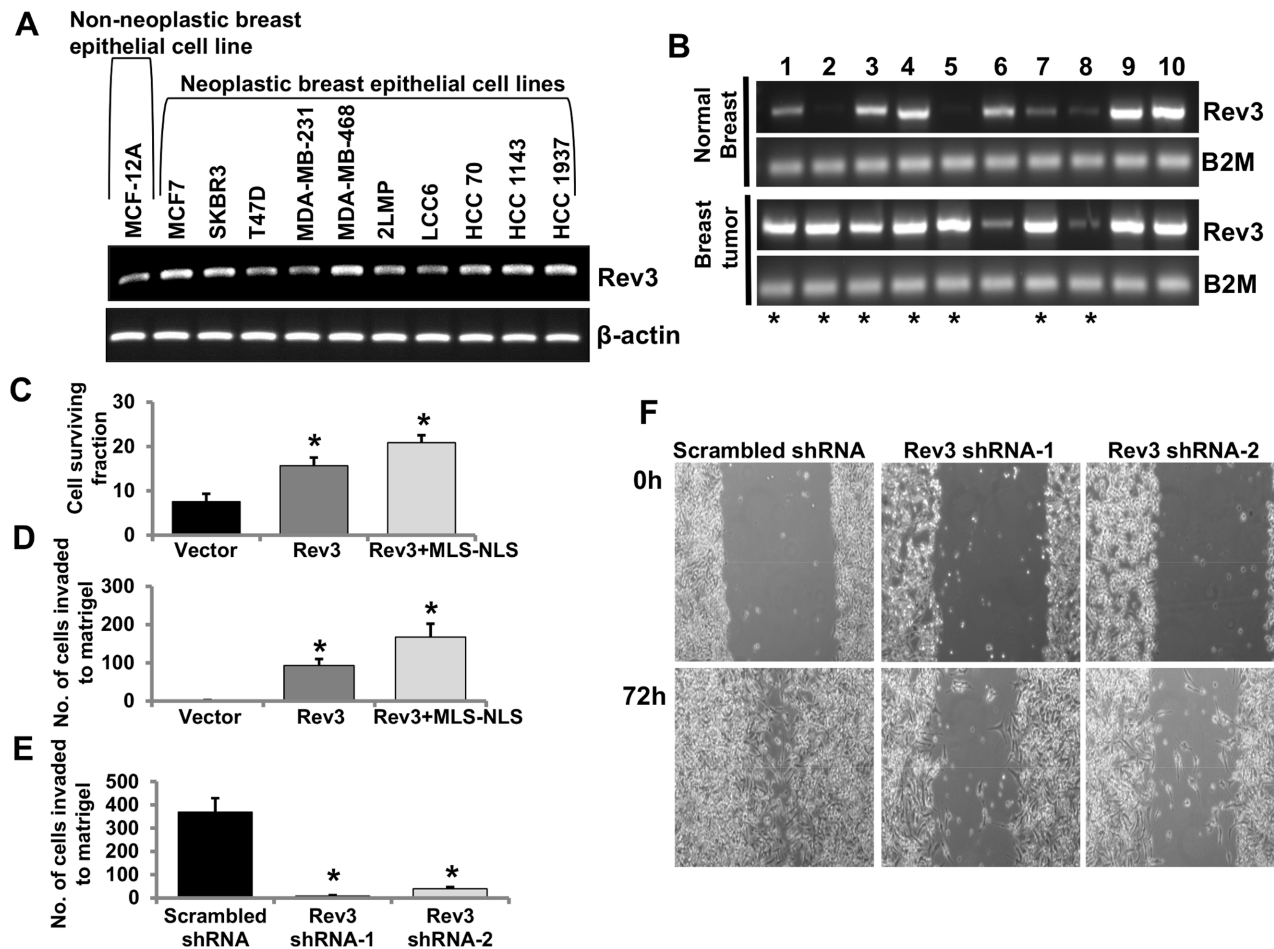 A
Non-neoplastic breast
epithelial cell line
Neoplastic breast epithelial cell lines
MCF-12A
MCF7
SKBR3
T47D
MDA-MB-231
MDA-MB-468
2LMP
LCC6
HCC 70
HCC 1143
HCC 1937
Rev3
β-actin
B
1 2 3 4 5 6 7 8 9 10
Normal
Breast
Rev3
B2M
Breast
tumor
Rev3
B2M
* * * * * * *
C
Cell surviving
fraction
30
20
10
0
* *
Vector Rev3 Rev3+MLS-NLS
D
No. of cells invaded
to matrigel
300
200
100
0
* *
Vector Rev3 Rev3+MLS-NLS
E
No. of cells invaded
to matrigel
500
400
300
200
100
0
* *
Scrambled Rev3 Rev3
shRNA shRNA-1 shRNA-2
F
Scrambled shRNA Rev3 shRNA-1 Rev3 shRNA-2
0h
72h